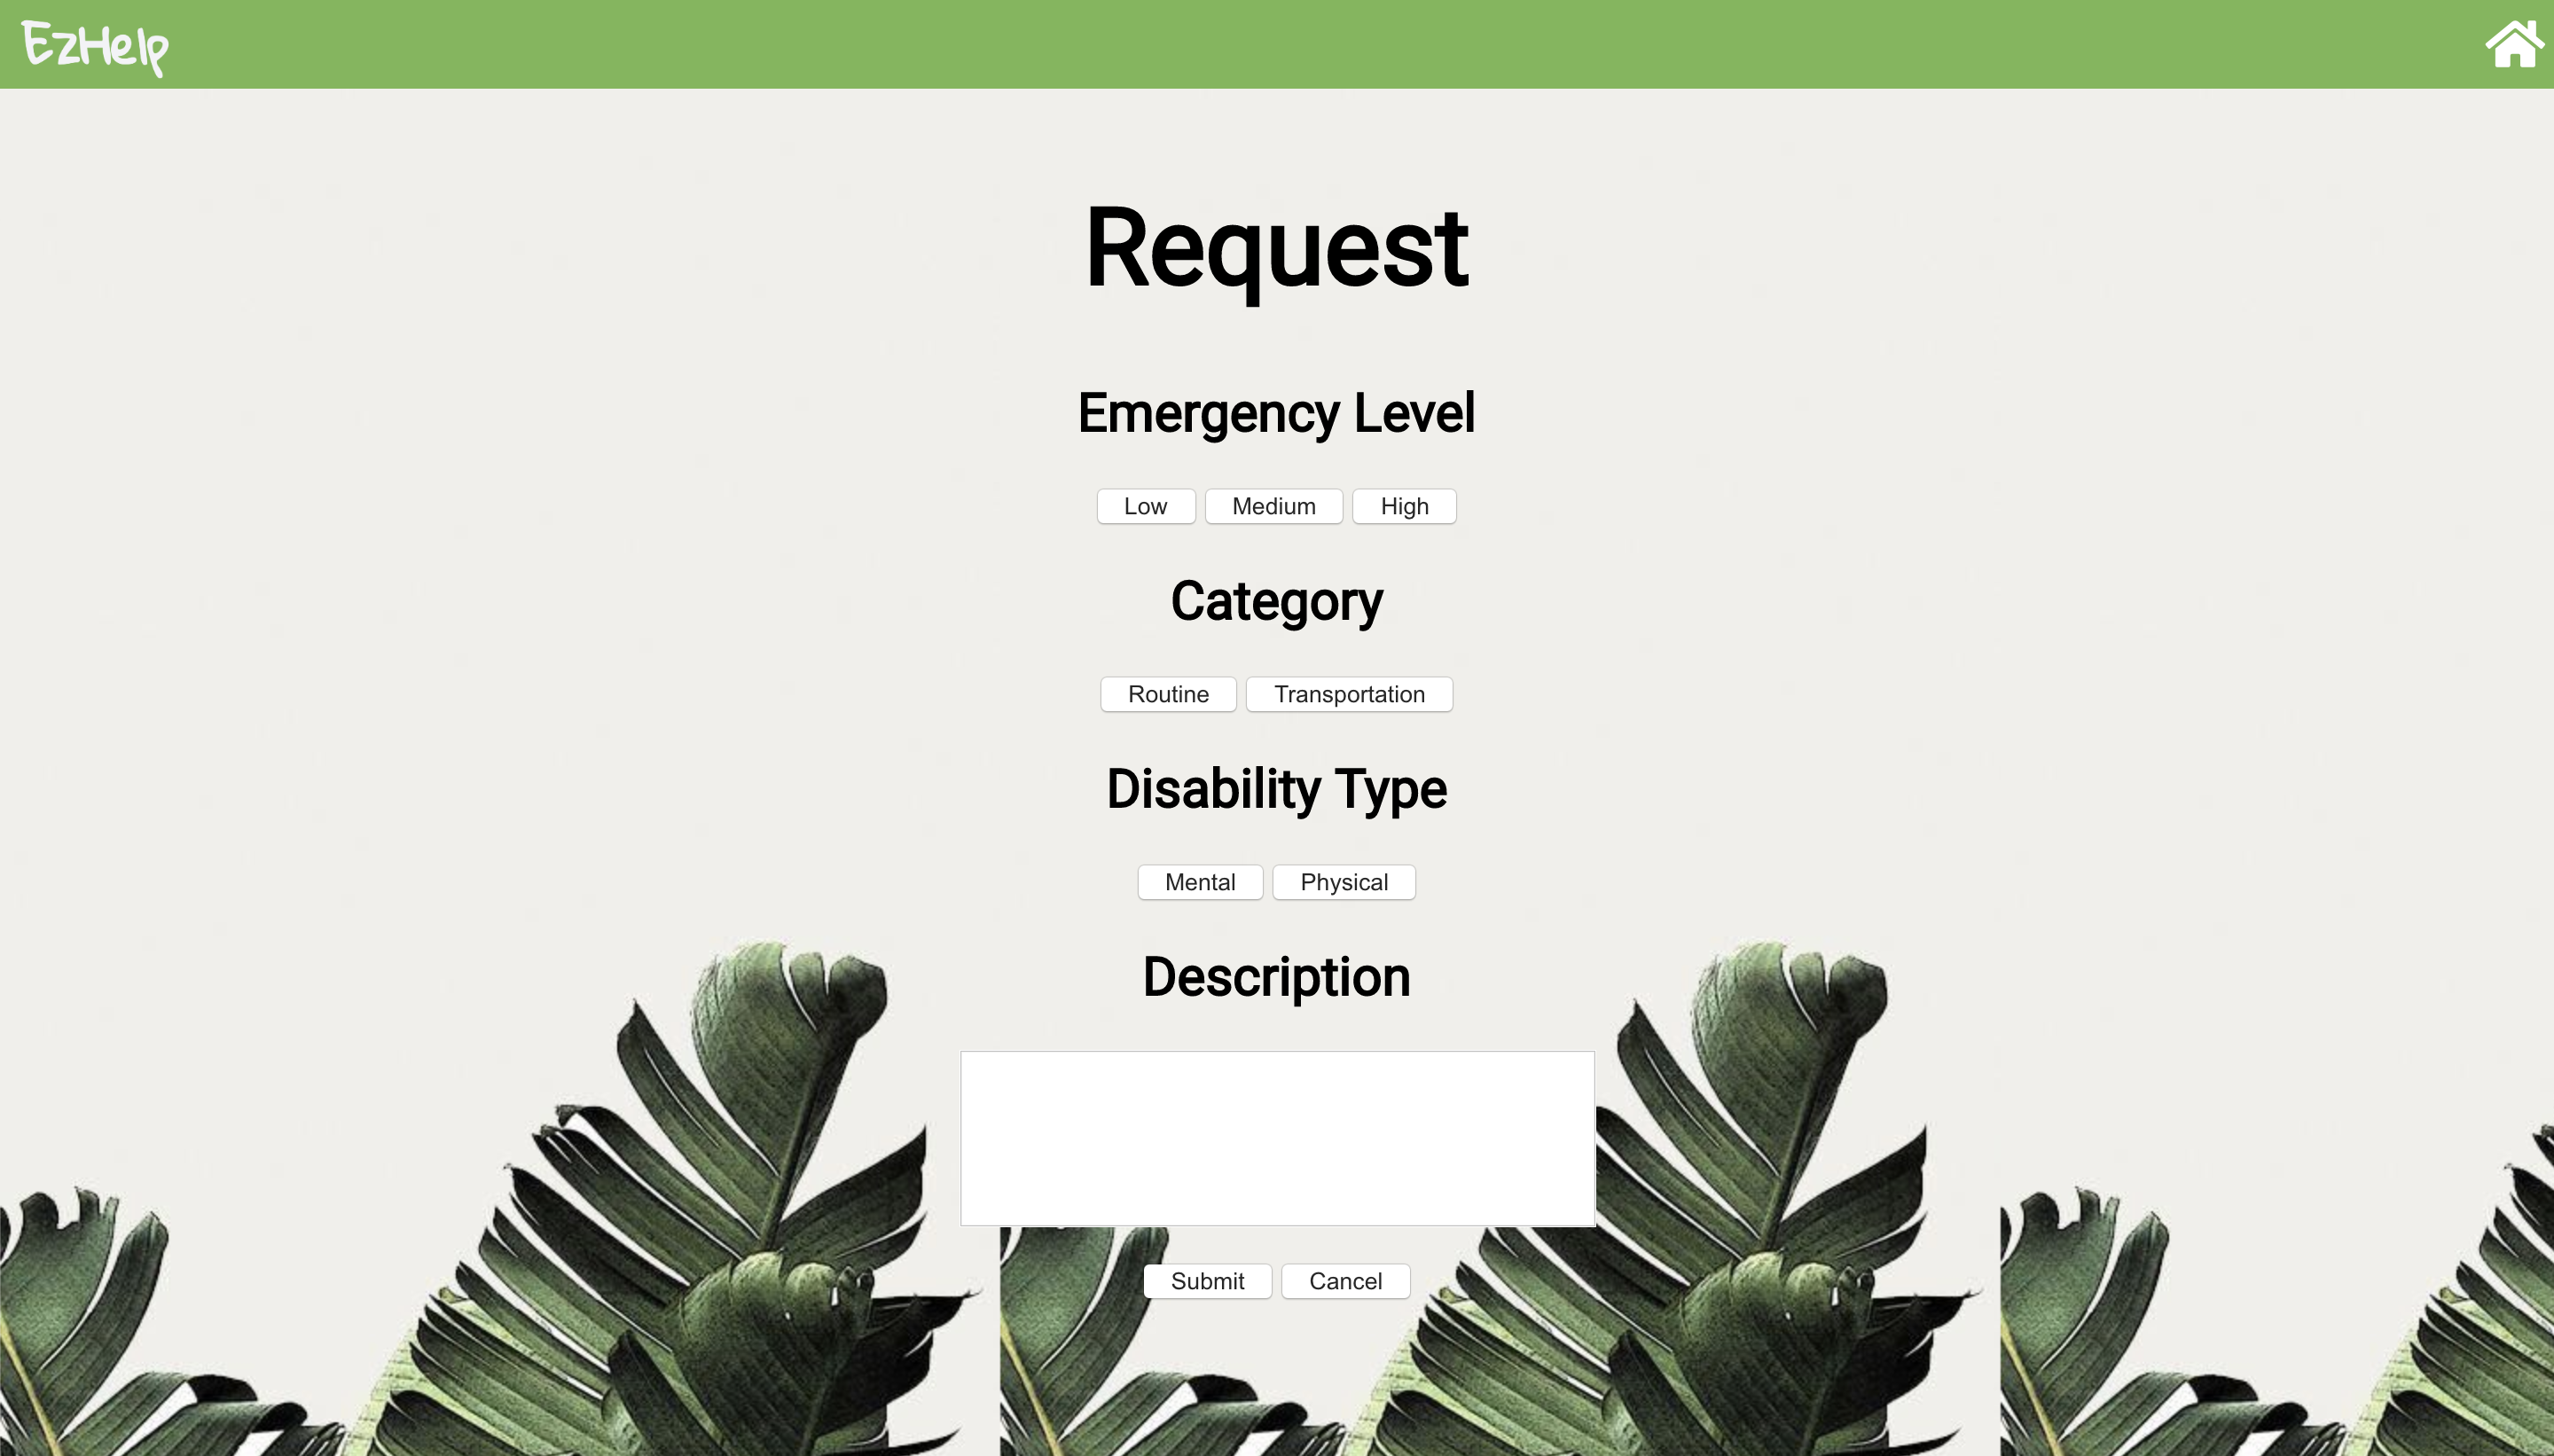 EzHelp
Request
Emergency Level
Low Medium High
Category
Routine Transportation
Disability Type
Mental Physical
Description
Submit Cancel